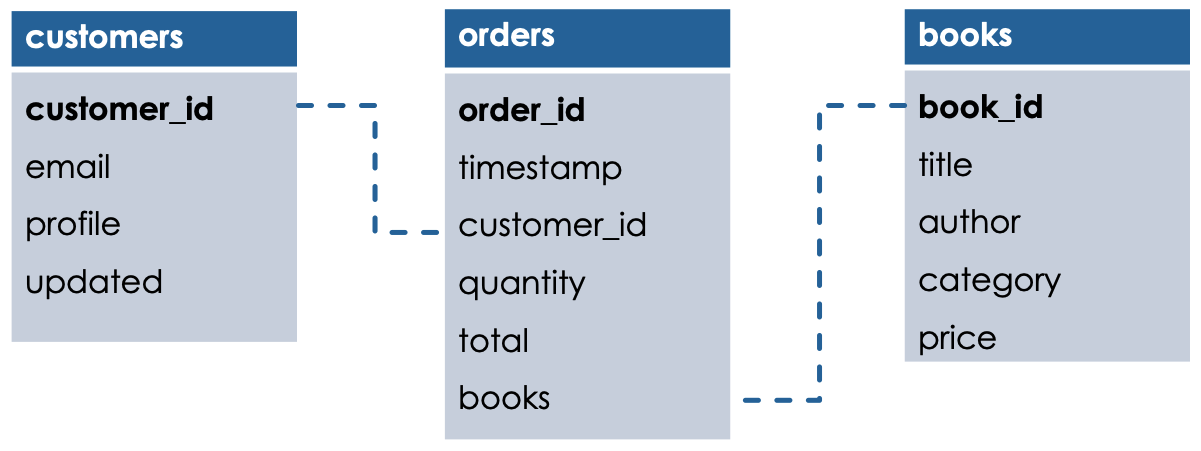 customers
customer_id
email
profile
updated
orders
order_id
timestamp
customer_id
quantity
total
books
books
book_id
title
author
category
price